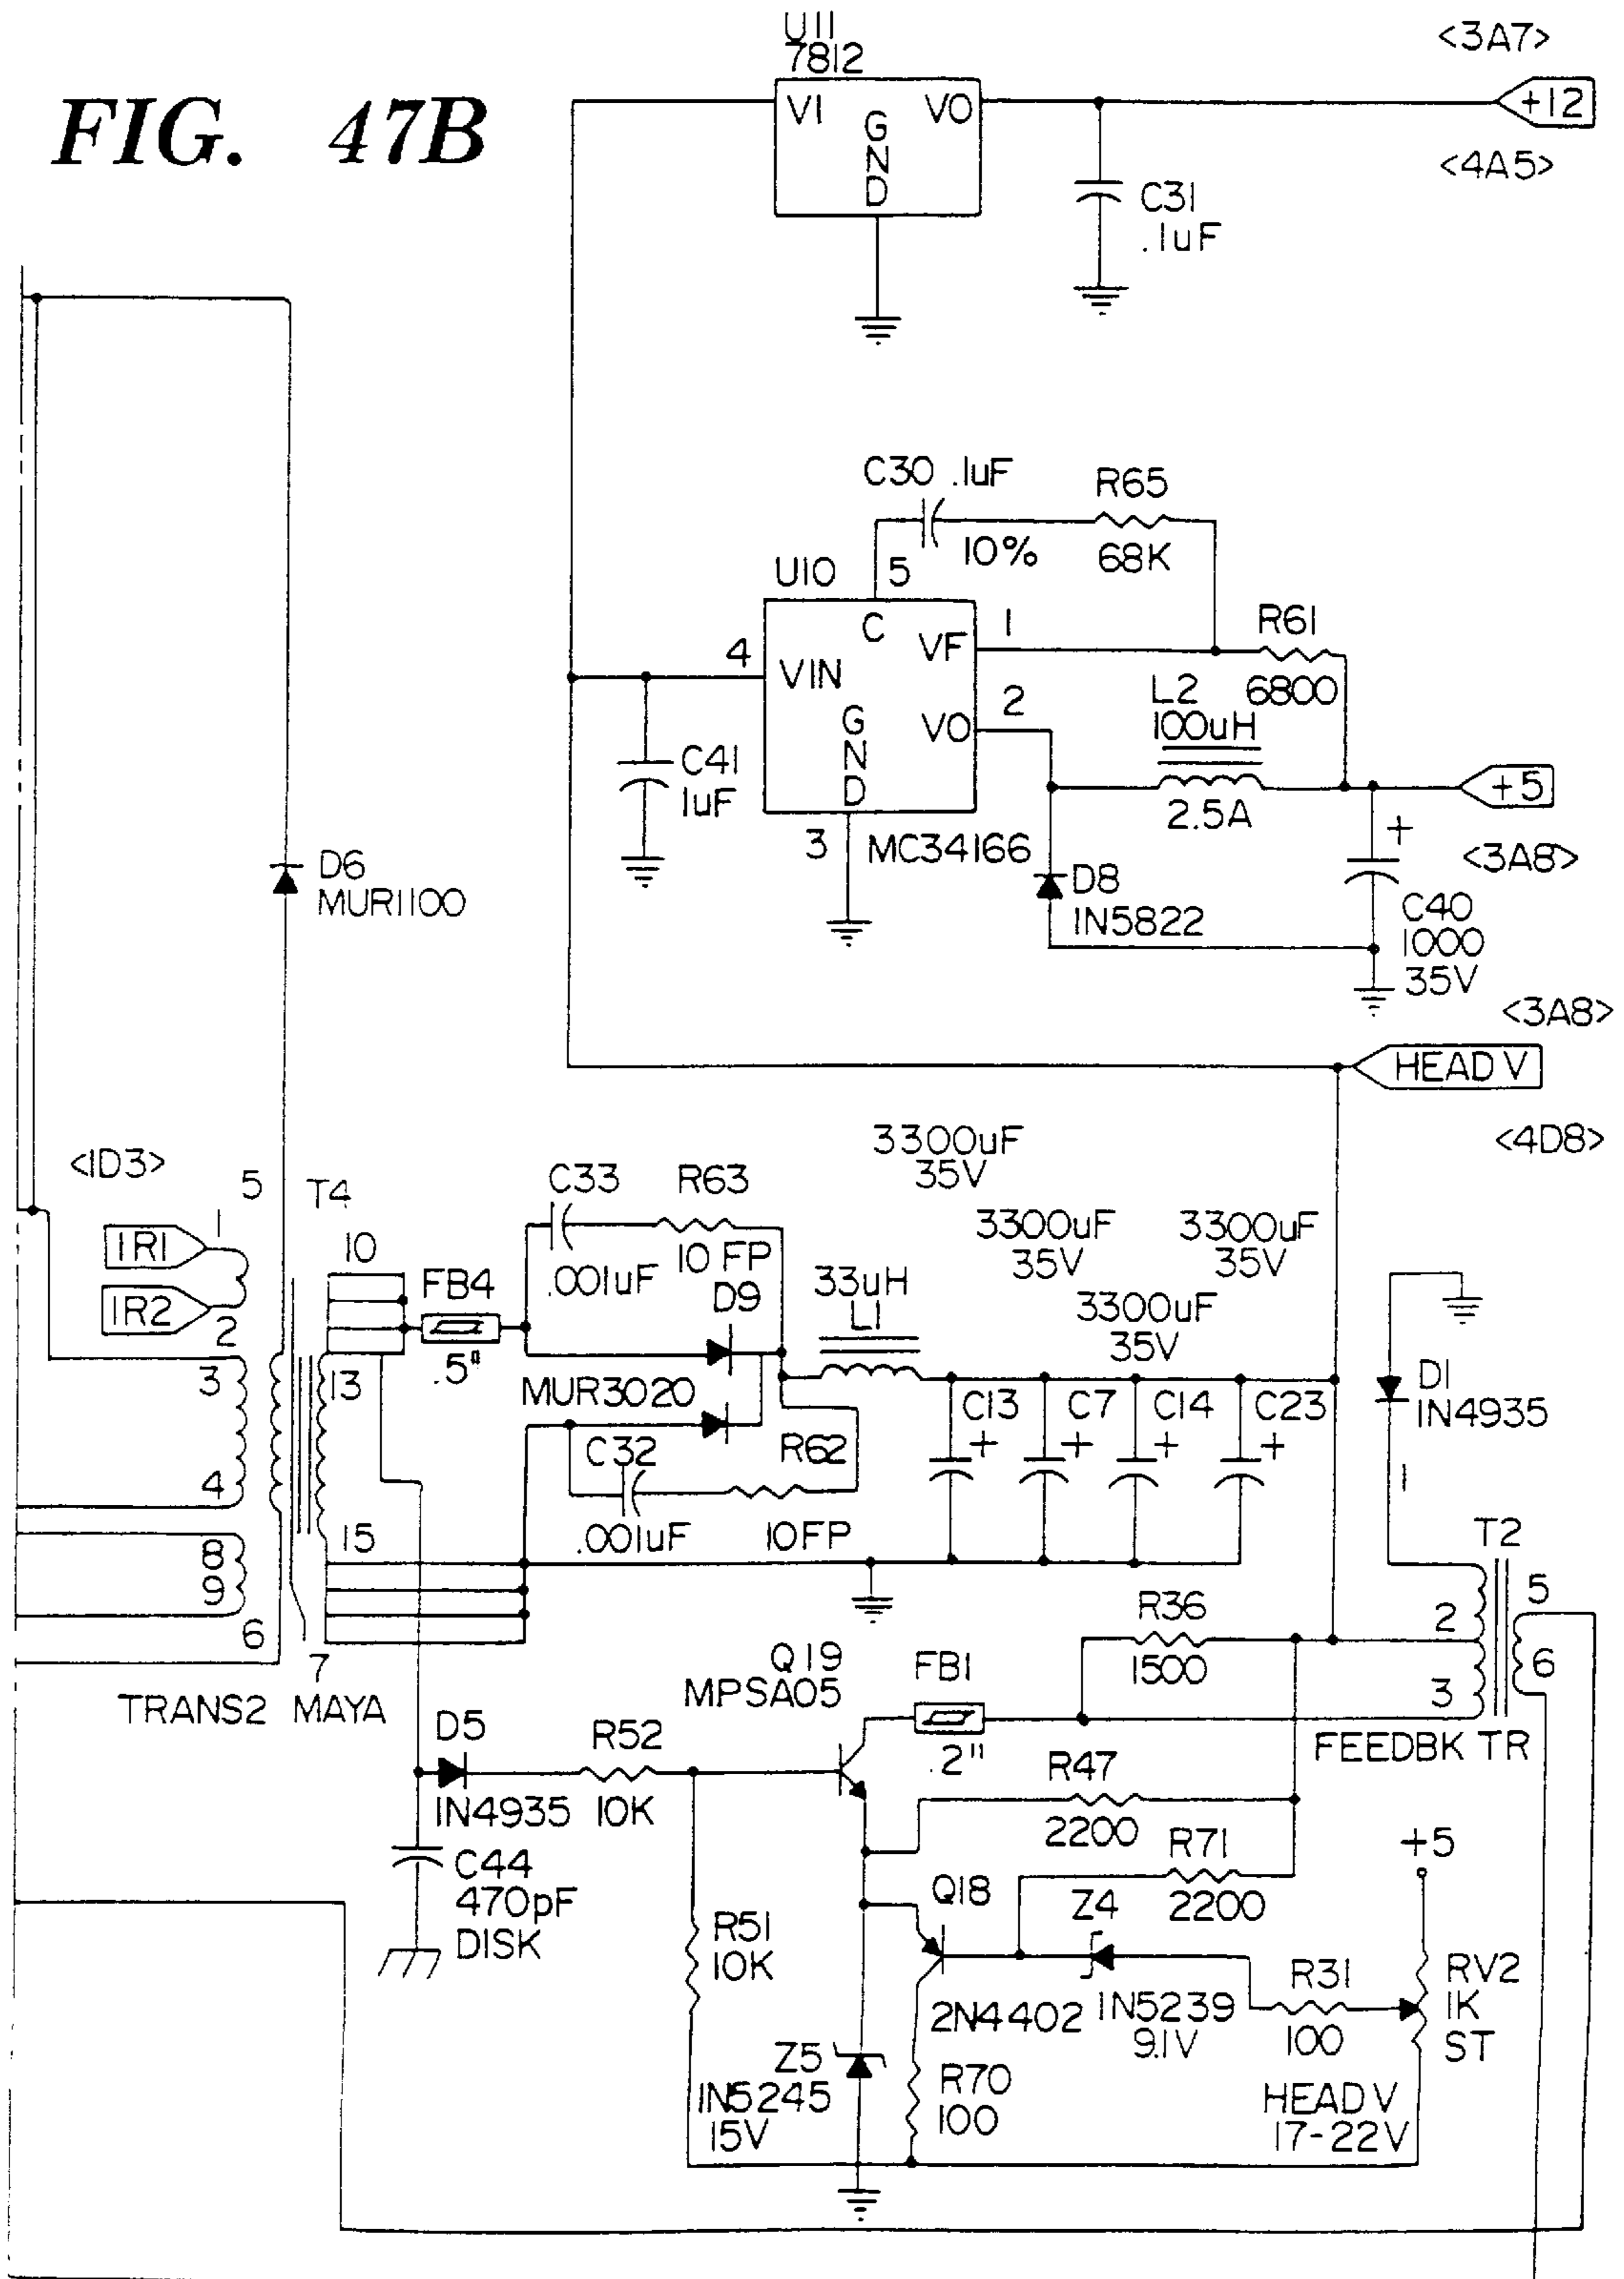 FIG. 47B
U11
7812
VI
VO
GND
<3A7>
+12
<4A5>
C31
.1uF
C30 .1uF
10%
R65
68K
U10
5
C
4
VIN
VF
1
GND
VO
2
3
MC34166
C41
1uF
R61
6800
L2
100uH
2.5A
+5
+
<3A8>
D8
IN5822
C40
1000
35V
D6
MUR1100
<3A8>
HEAD V
<4D8>
<1D3>
5
T4
1
IR1
IR2
2
3
4
8
9
6
7
TRANS2 MAYA
10
13
15
FB4
.5"
C33
.001uF
R63
10 FP
D9
MUR3020
33uH
L1
C32
.001uF
R62
10FP
3300uF
35V
3300uF
35V
3300uF
35V
3300uF
35V
C13
+
C7
+
C14
+
C23
+
D1
IN4935
1
T2
2
3
5
6
FEEDBK TR
R36
1500
Q19
MPSA05
FB1
.2"
D5
IN4935
R52
10K
R47
2200
R71
2200
C44
470pF
DISK
R51
10K
Q18
2N4402
Z4
1N5239
9.1V
R31
100
+5
RV2
1K
ST
Z5
IN5245
15V
R70
100
HEAD V
17-22V